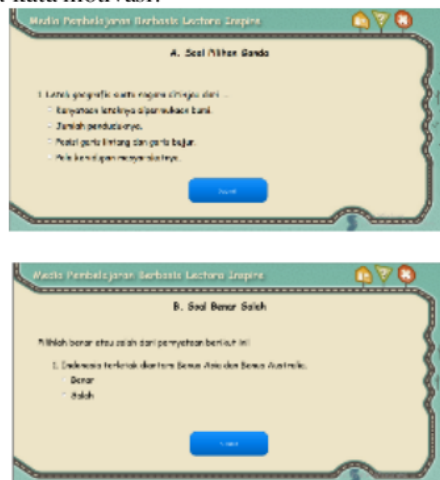 kata motivasi.
Media Pembelajaran Berbasis Lectora Inspire
A. Soal Pilihan Ganda
1. Letak geografis suatu negara ditinjau dari ...
Kenyataan letaknya dipermukaan bumi.
Jumlah penduduknya.
Posisi garis lintang dan garis bujur.
Pola kehidupan masyarakatnya.
Submit
Media Pembelajaran Berbasis Lectora Inspire
B. Soal Benar Salah
Pilihlah benar atau salah dari pernyataan berikut ini
1. Indonesia terletak diantara Benua Asia dan Benua Australia.
Benar
Salah
Submit